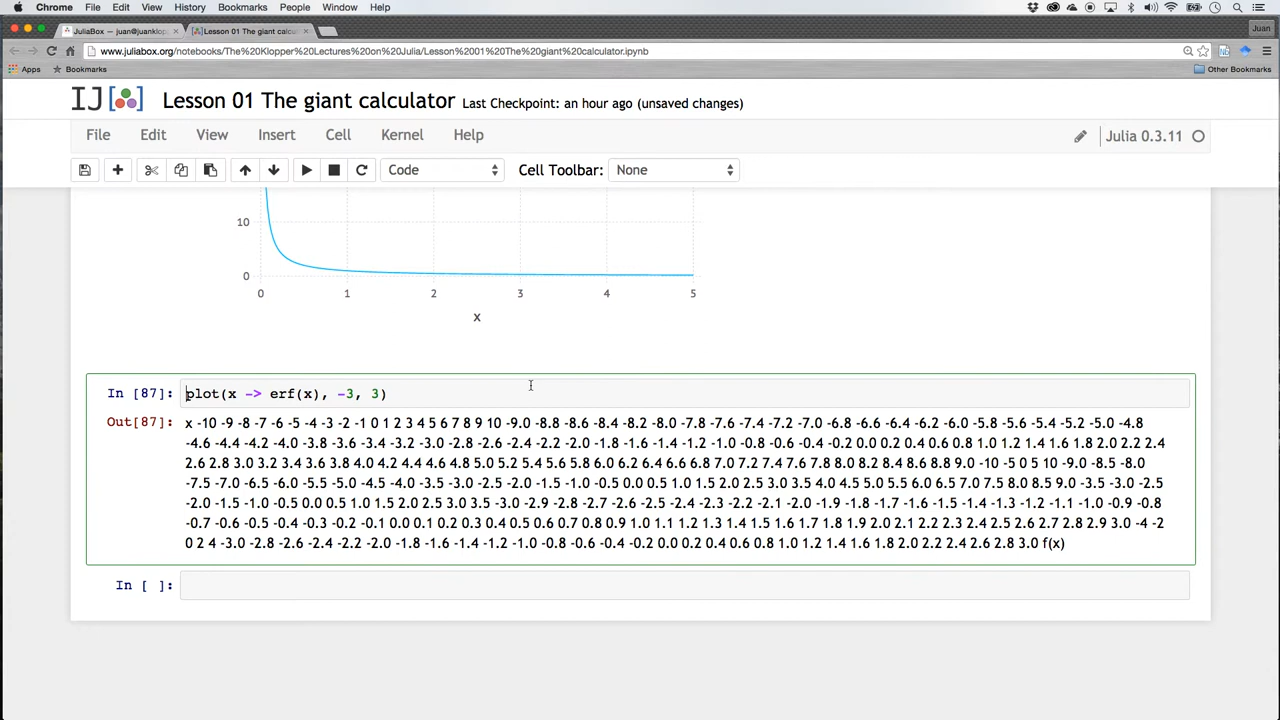 Chrome File Edit View History Bookmarks People Window Help
JuliaBox — juan@juanklop × Lesson 01 The giant calcu × Juan
www.juliabox.org/notebooks/The%20Klopper%20Lectures%20on%20Julia/Lesson%2001%20The%20giant%20calculator.ipynb
Apps Bookmarks Other Bookmarks
IJ[ ] Lesson 01 The giant calculator Last Checkpoint: an hour ago (unsaved changes)
File Edit View Insert Cell Kernel Help Julia 0.3.11
Code Cell Toolbar: None
10
0
0 1 2 3 4 5
x
In [87]: plot(x -> erf(x), -3, 3)
Out[87]: x -10 -9 -8 -7 -6 -5 -4 -3 -2 -1 0 1 2 3 4 5 6 7 8 9 10 -9.0 -8.8 -8.6 -8.4 -8.2 -8.0 -7.8 -7.6 -7.4 -7.2 -7.0 -6.8 -6.6 -6.4 -6.2 -6.0 -5.8 -5.6 -5.4 -5.2 -5.0 -4.8
-4.6 -4.4 -4.2 -4.0 -3.8 -3.6 -3.4 -3.2 -3.0 -2.8 -2.6 -2.4 -2.2 -2.0 -1.8 -1.6 -1.4 -1.2 -1.0 -0.8 -0.6 -0.4 -0.2 0.0 0.2 0.4 0.6 0.8 1.0 1.2 1.4 1.6 1.8 2.0 2.2 2.4
2.6 2.8 3.0 3.2 3.4 3.6 3.8 4.0 4.2 4.4 4.6 4.8 5.0 5.2 5.4 5.6 5.8 6.0 6.2 6.4 6.6 6.8 7.0 7.2 7.4 7.6 7.8 8.0 8.2 8.4 8.6 8.8 9.0 -10 -5 0 5 10 -9.0 -8.5 -8.0
-7.5 -7.0 -6.5 -6.0 -5.5 -5.0 -4.5 -4.0 -3.5 -3.0 -2.5 -2.0 -1.5 -1.0 -0.5 0.0 0.5 1.0 1.5 2.0 2.5 3.0 3.5 4.0 4.5 5.0 5.5 6.0 6.5 7.0 7.5 8.0 8.5 9.0 -3.5 -3.0 -2.5
-2.0 -1.5 -1.0 -0.5 0.0 0.5 1.0 1.5 2.0 2.5 3.0 3.5 -3.0 -2.9 -2.8 -2.7 -2.6 -2.5 -2.4 -2.3 -2.2 -2.1 -2.0 -1.9 -1.8 -1.7 -1.6 -1.5 -1.4 -1.3 -1.2 -1.1 -1.0 -0.9 -0.8
-0.7 -0.6 -0.5 -0.4 -0.3 -0.2 -0.1 0.0 0.1 0.2 0.3 0.4 0.5 0.6 0.7 0.8 0.9 1.0 1.1 1.2 1.3 1.4 1.5 1.6 1.7 1.8 1.9 2.0 2.1 2.2 2.3 2.4 2.5 2.6 2.7 2.8 2.9 3.0 -4 -2
0 2 4 -3.0 -2.8 -2.6 -2.4 -2.2 -2.0 -1.8 -1.6 -1.4 -1.2 -1.0 -0.8 -0.6 -0.4 -0.2 0.0 0.2 0.4 0.6 0.8 1.0 1.2 1.4 1.6 1.8 2.0 2.2 2.4 2.6 2.8 3.0 f(x)
In [ ]: